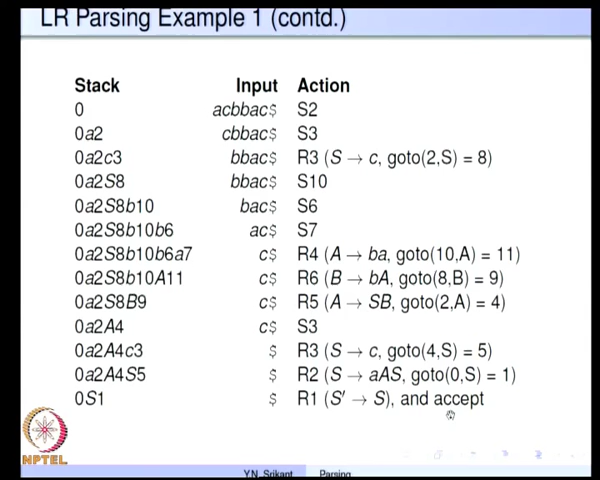 LR Parsing Example 1 (contd.)
Stack Input Action
0 acbbac$ S2
0a2 cbbac$ S3
0a2c3 bbac$ R3 (S → c, goto(2,S) = 8)
0a2S8 bbac$ S10
0a2S8b10 bac$ S6
0a2S8b10b6 ac$ S7
0a2S8b10b6a7 c$ R4 (A → ba, goto(10,A) = 11)
0a2S8b10A11 c$ R6 (B → bA, goto(8,B) = 9)
0a2S8B9 c$ R5 (A → SB, goto(2,A) = 4)
0a2A4 c$ S3
0a2A4c3 $ R3 (S → c, goto(4,S) = 5)
0a2A4S5 $ R2 (S → aAS, goto(0,S) = 1)
0S1 $ R1 (S′ → S), and accept
NPTEL
Y.N. Srikant Parsing